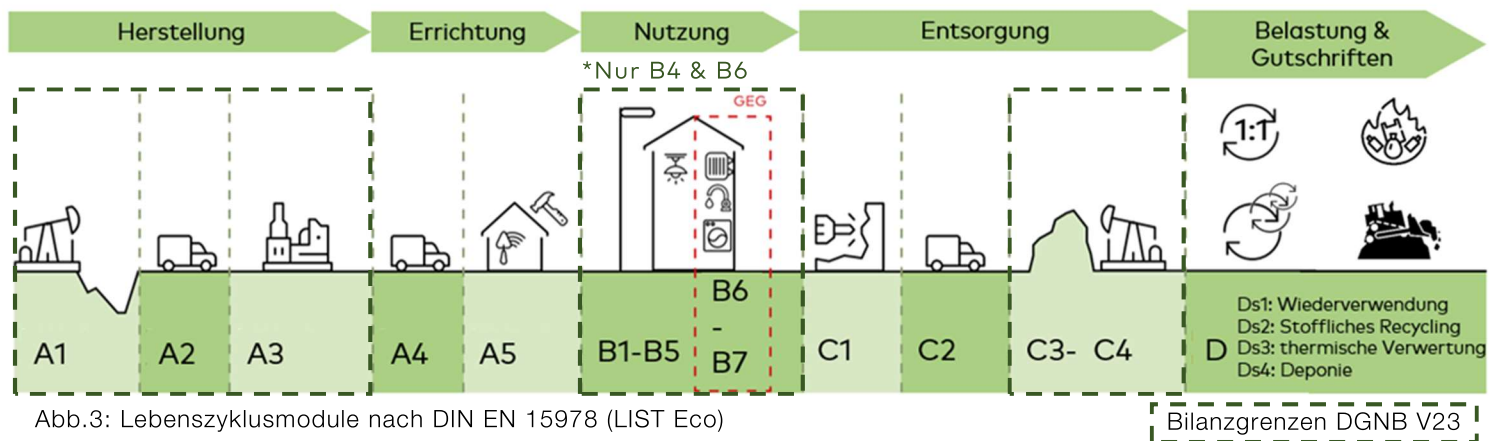 Herstellung
Errichtung
Nutzung
Entsorgung
Belastung &
Gutschriften
*Nur B4 & B6
GEG
1:1
A1
A2
A3
A4
A5
B1-B5
B6
-
B7
C1
C2
C3- C4
D
Ds1: Wiederverwendung
Ds2: Stoffliches Recycling
Ds3: thermische Verwertung
Ds4: Deponie
Abb.3: Lebenszyklusmodule nach DIN EN 15978 (LIST Eco)
Bilanzgrenzen DGNB V23